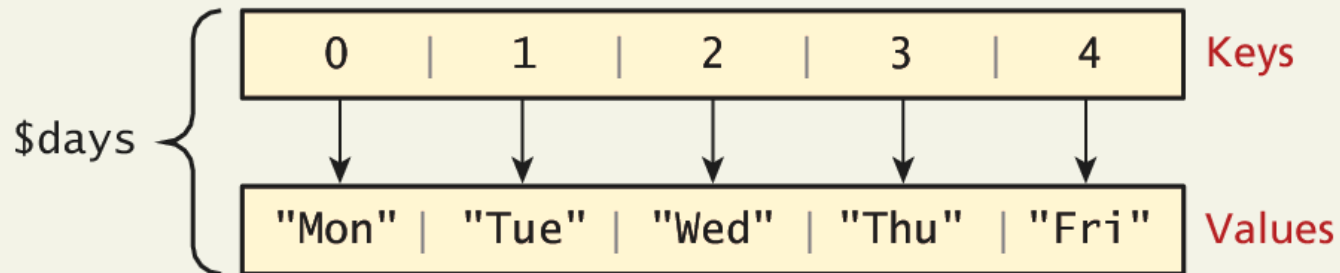 0 | 1 | 2 | 3 | 4 Keys
$days
"Mon" | "Tue" | "Wed" | "Thu" | "Fri" Values